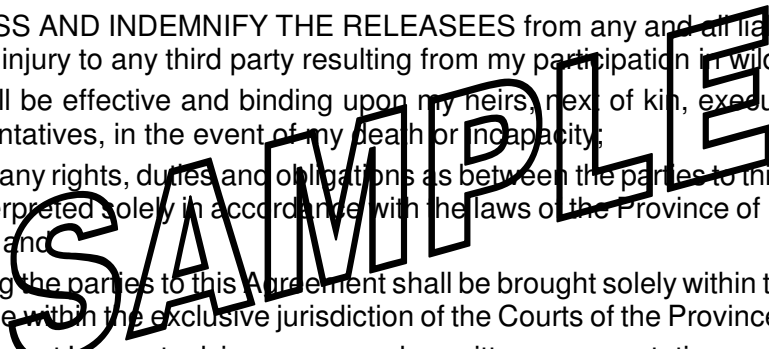 SS AND INDEMNIFY THE RELEASEES from any and all lia
injury to any third party resulting from my participation in wild
ll be effective and binding upon my heirs, next of kin, execu
ntatives, in the event of my death or incapacity;
any rights, duties and obligations as between the parties to thi
erpreted solely in accordance with the laws of the Province of
and
g the parties to this Agreement shall be brought solely within t
e within the exclusive jurisdiction of the Courts of the Province
SAMPLE